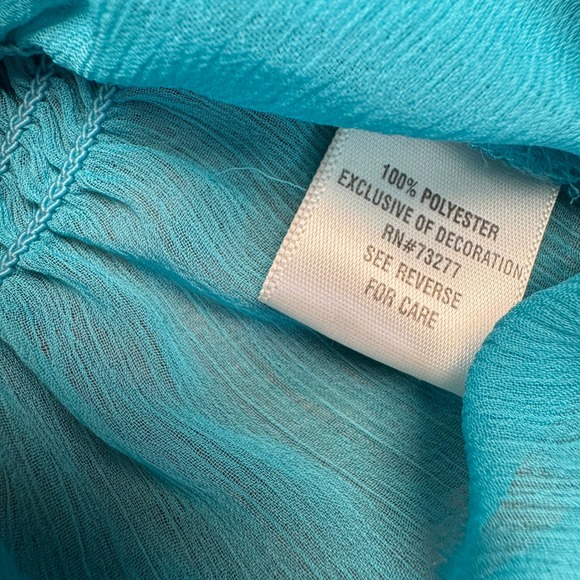 100% POLYESTER
EXCLUSIVE OF DECORATION
RN#73277
SEE REVERSE
FOR CARE